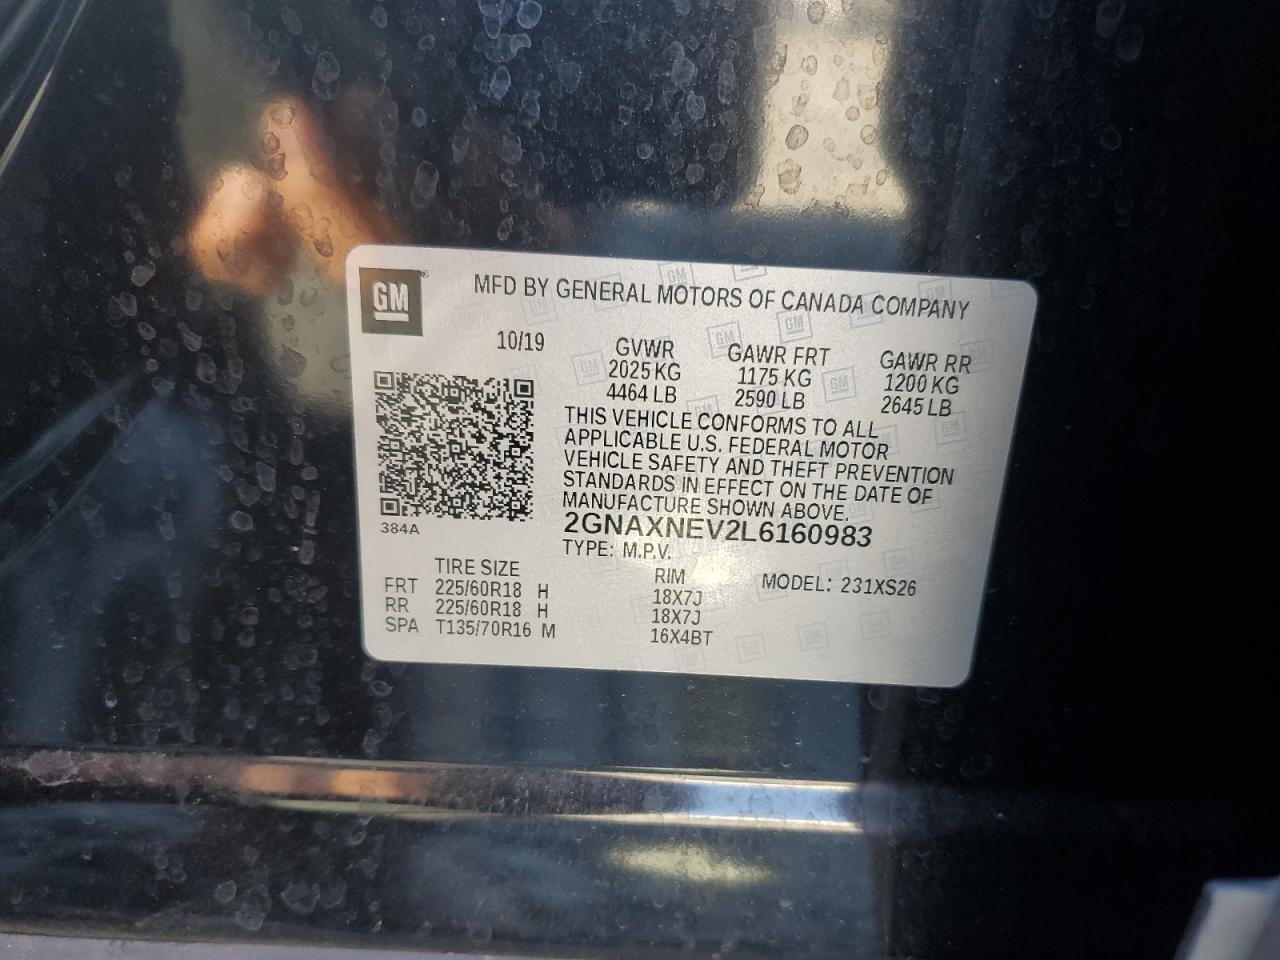 GM
MFD BY GENERAL MOTORS OF CANADA COMPANY
10/19 GVWR GAWR FRT GAWR RR
2025 KG 1175 KG 1200 KG
4464 LB 2590 LB 2645 LB
THIS VEHICLE CONFORMS TO ALL
APPLICABLE U.S. FEDERAL MOTOR
VEHICLE SAFETY AND THEFT PREVENTION
STANDARDS IN EFFECT ON THE DATE OF
MANUFACTURE SHOWN ABOVE.
384A
2GNAXNEV2L6160983
TYPE: M.P.V.
TIRE SIZE RIM MODEL: 231XS26
FRT 225/60R18 H 18X7J
RR 225/60R18 H 18X7J
SPA T135/70R16 M 16X4BT